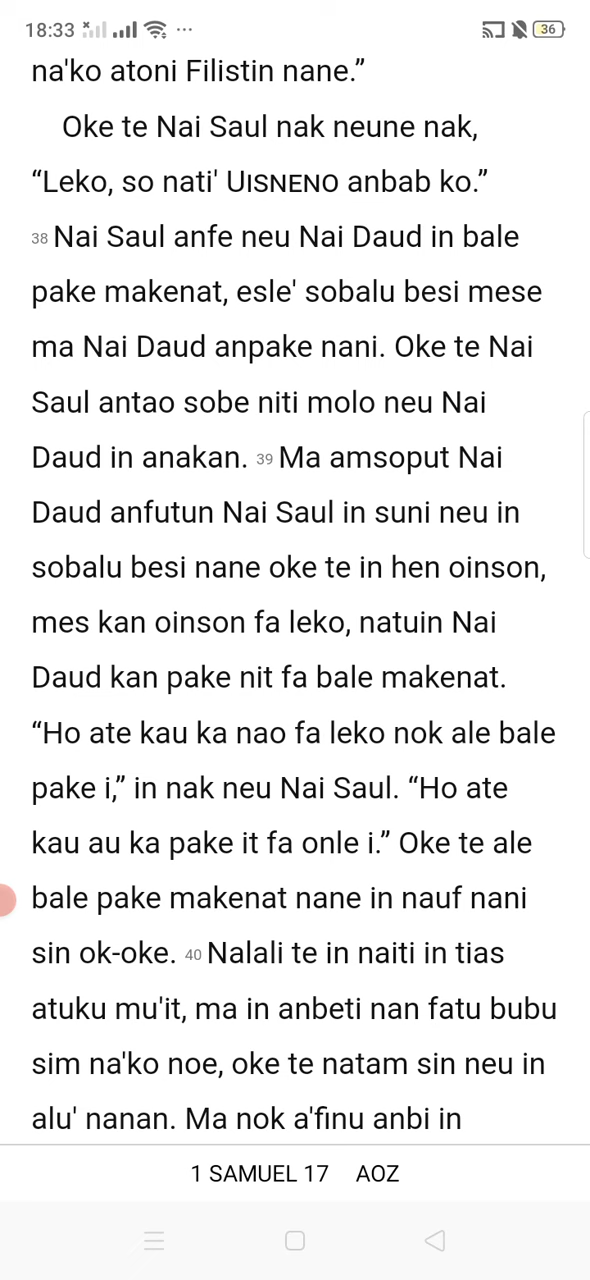 18:33
36
na'ko atoni Filistin nane.”
Oke te Nai Saul nak neune nak,
“Leko, so nati' UISNENO anbab ko.”
38 Nai Saul anfe neu Nai Daud in bale
pake makenat, esle' sobalu besi mese
ma Nai Daud anpake nani. Oke te Nai
Saul antao sobe niti molo neu Nai
Daud in anakan. 39 Ma amsoput Nai
Daud anfutun Nai Saul in suni neu in
sobalu besi nane oke te in hen oinson,
mes kan oinson fa leko, natuin Nai
Daud kan pake nit fa bale makenat.
“Ho ate kau ka nao fa leko nok ale bale
pake i,” in nak neu Nai Saul. “Ho ate
kau au ka pake it fa onle i.” Oke te ale
bale pake makenat nane in nauf nani
sin ok-oke. 40 Nalali te in naiti in tias
atuku mu'it, ma in anbeti nan fatu bubu
sim na'ko noe, oke te natam sin neu in
alu' nanan. Ma nok a'finu anbi in
1 SAMUEL 17 AOZ